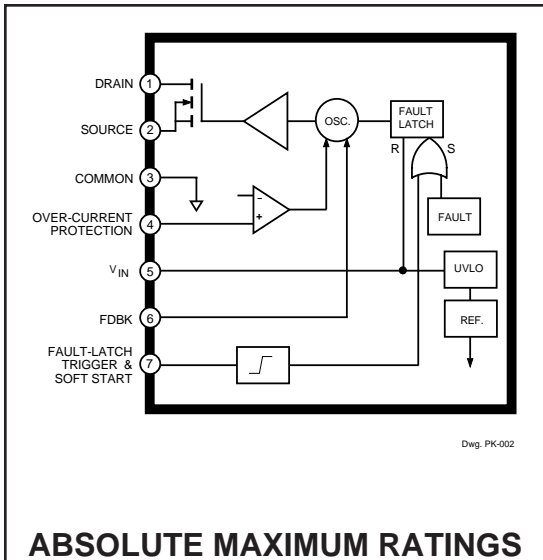 DRAIN
1
SOURCE
2
COMMON
3
OVER-CURRENT
PROTECTION
4
VIN
5
FDBK
6
FAULT-LATCH
TRIGGER &
SOFT START
7
OSC.
FAULT
LATCH
R
S
FAULT
–
+
UVLO
REF.
Dwg. PK-002
ABSOLUTE MAXIMUM RATINGS